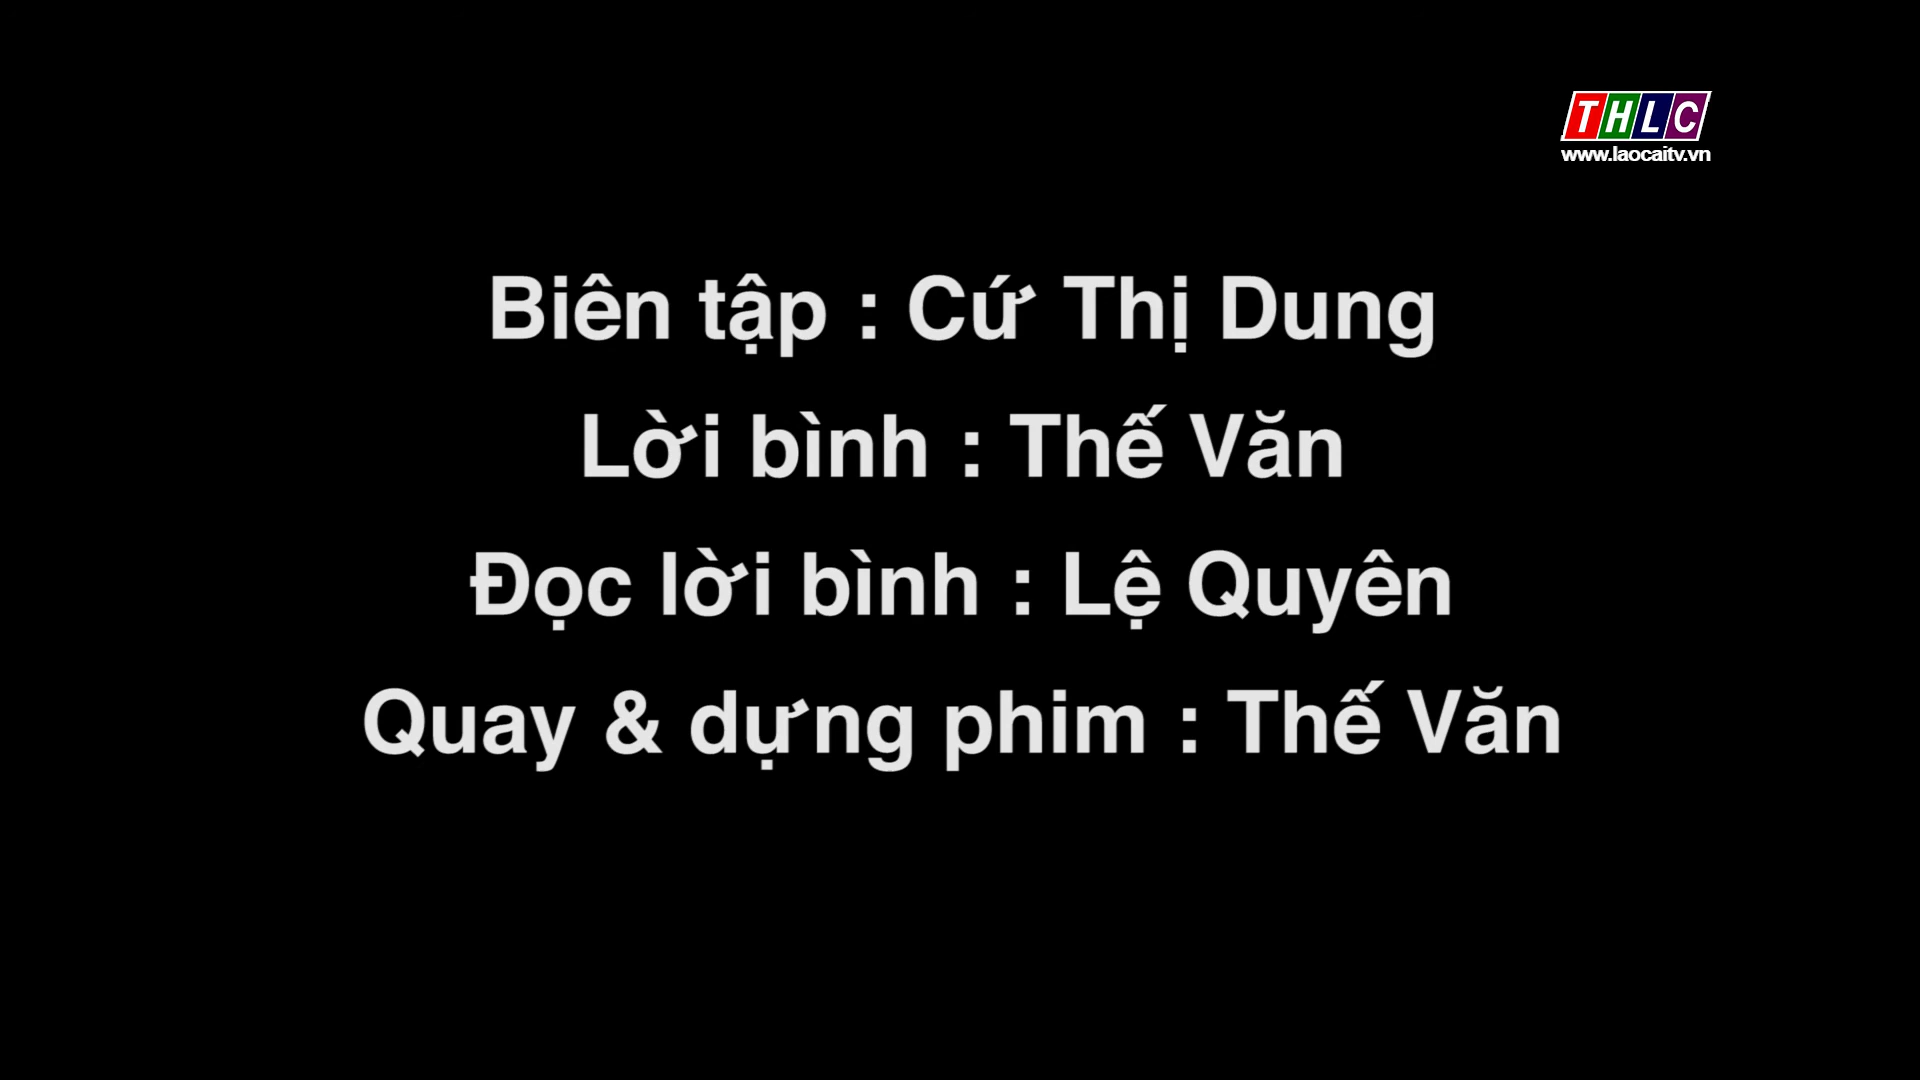 THLC
www.laocaitv.vn
Biên tập : Cứ Thị Dung
Lời bình : Thế Văn
Đọc lời bình : Lệ Quyên
Quay & dựng phim : Thế Văn